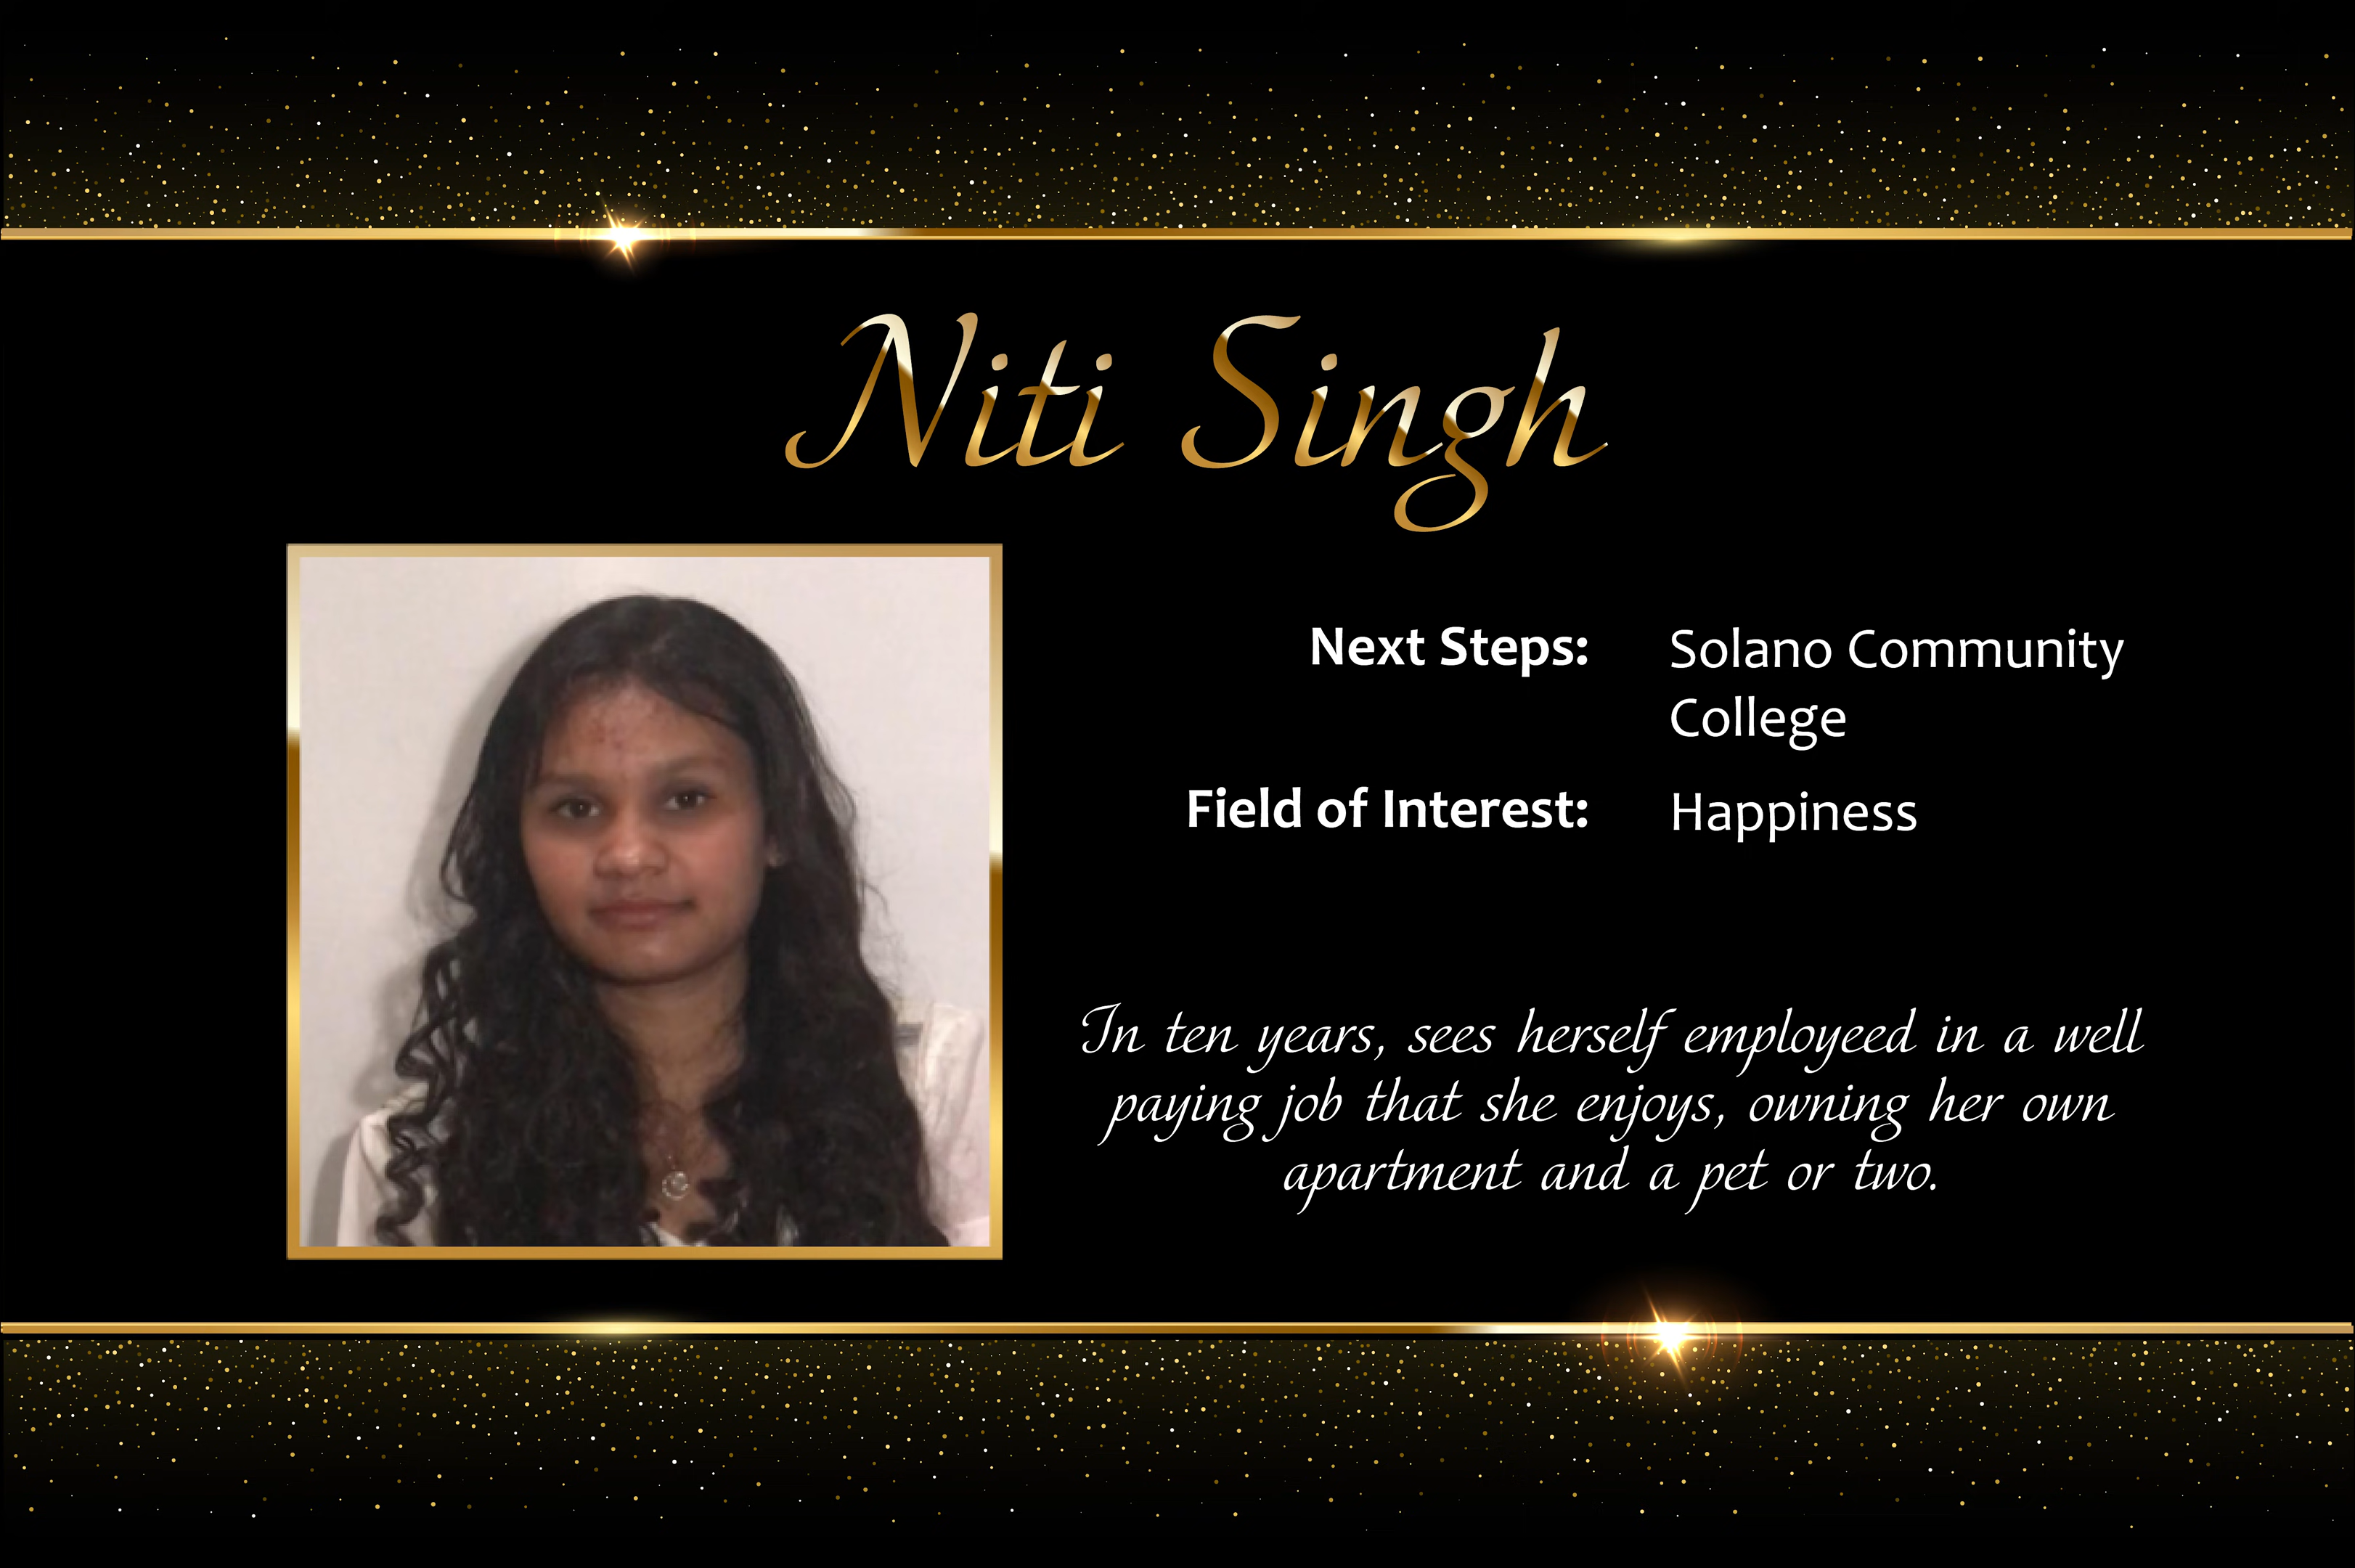 Niti Singh
Next Steps: Solano Community
College
Field of Interest: Happiness
In ten years, sees herself employeed in a well
paying job that she enjoys, owning her own
apartment and a pet or two.